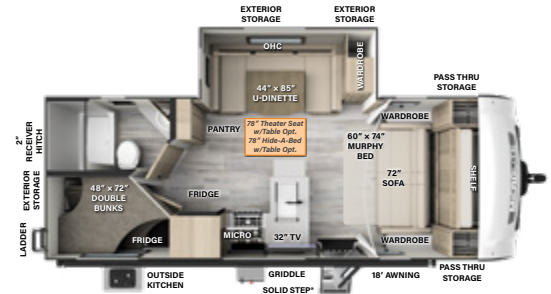 EXTERIOR
STORAGE
EXTERIOR
STORAGE
OHC
WARDROBE
44" × 85"
U-DINETTE
PASS THRU
STORAGE
WARDROBE
78" Theater Seat
w/Table Opt.
78" Hide-A-Bed
w/Table Opt.
PANTRY
60" × 74"
MURPHY
BED
2"
RECEIVER
HITCH
72"
SOFA
SHELF
EXTERIOR
STORAGE
48" × 72"
DOUBLE
BUNKS
FRIDGE
LADDER
FRIDGE
MICRO
32" TV
WARDROBE
OUTSIDE
KITCHEN
GRIDDLE
SOLID STEP*
18' AWNING
PASS THRU
STORAGE